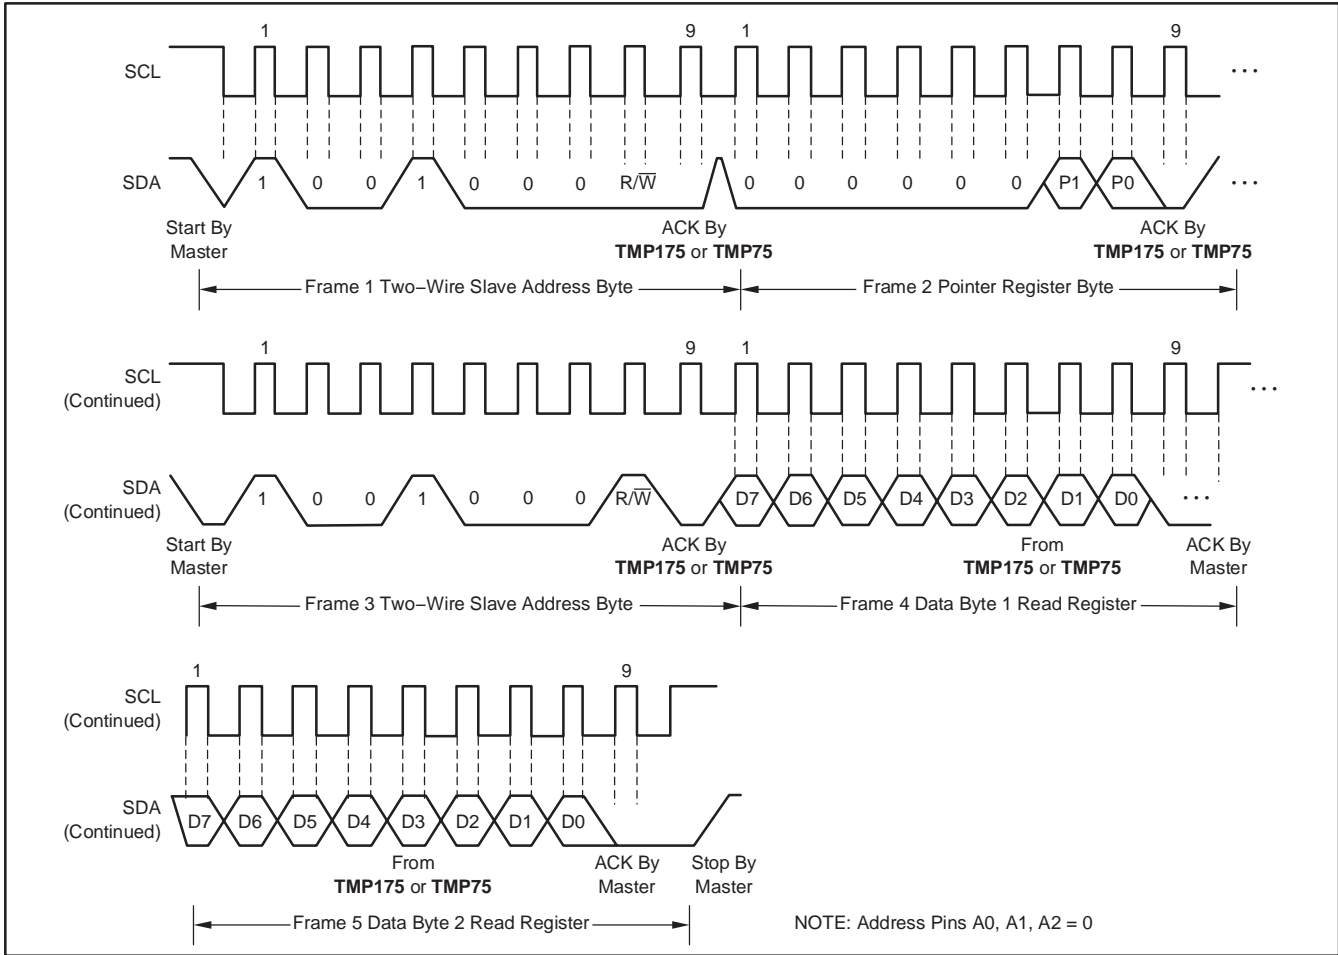 1 9 1 9
SCL ···
SDA 1 0 0 1 0 0 0 R/W̅ 0 0 0 0 0 0 P1 P0 ···
Start By Master
ACK By TMP175 or TMP75
ACK By TMP175 or TMP75
Frame 1 Two−Wire Slave Address Byte
Frame 2 Pointer Register Byte
1 9 1 9
SCL (Continued) ···
SDA (Continued) 1 0 0 1 0 0 0 R/W̅ D7 D6 D5 D4 D3 D2 D1 D0 ···
Start By Master
ACK By TMP175 or TMP75
From TMP175 or TMP75
ACK By Master
Frame 3 Two−Wire Slave Address Byte
Frame 4 Data Byte 1 Read Register
1 9
SCL (Continued)
SDA (Continued) D7 D6 D5 D4 D3 D2 D1 D0
From TMP175 or TMP75
ACK By Master
Stop By Master
Frame 5 Data Byte 2 Read Register
NOTE: Address Pins A0, A1, A2 = 0